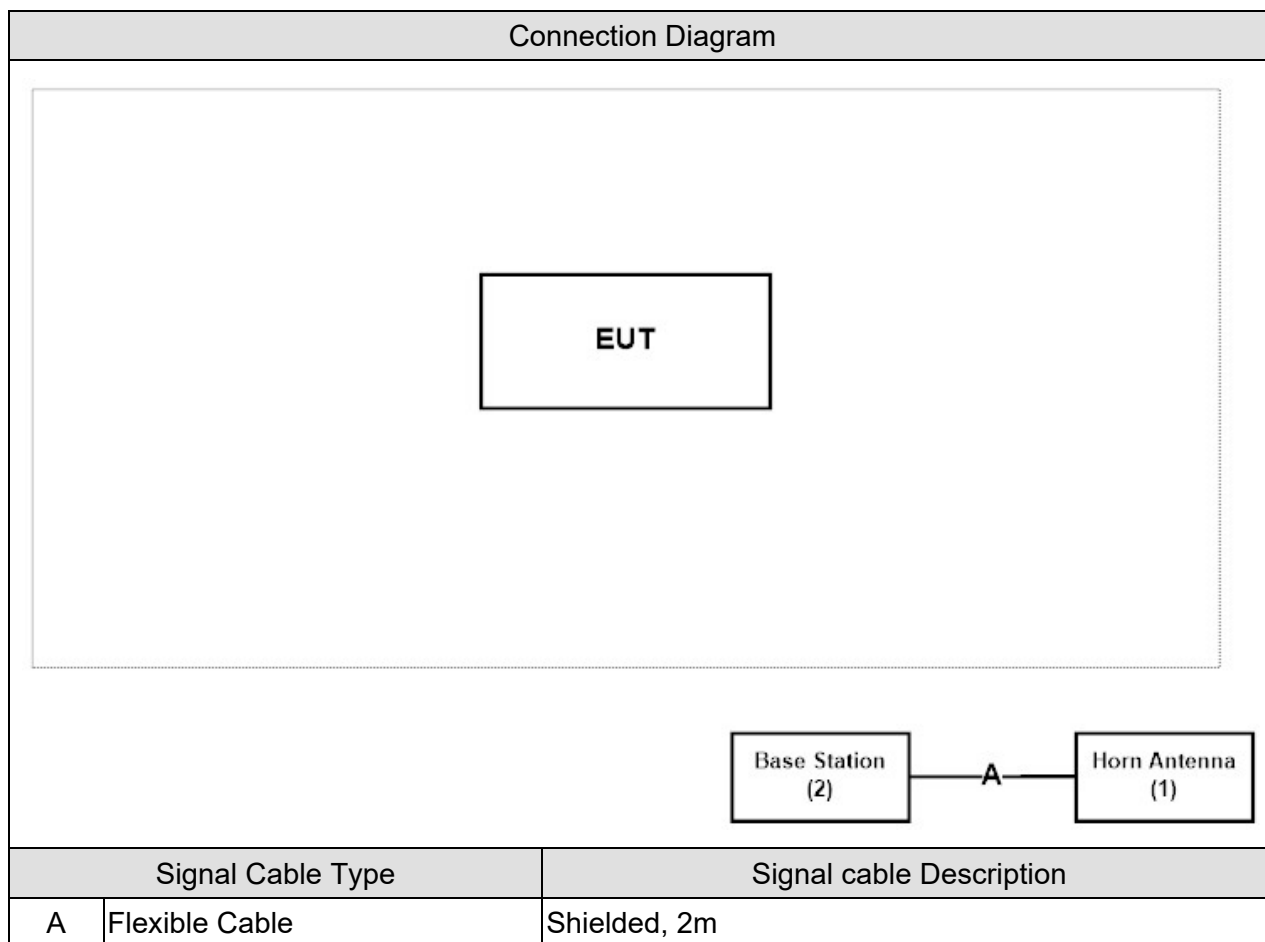 Connection Diagram
EUT
Base Station
(2)
A
Horn Antenna
(1)
Signal Cable Type
Signal cable Description
A
Flexible Cable
Shielded, 2m